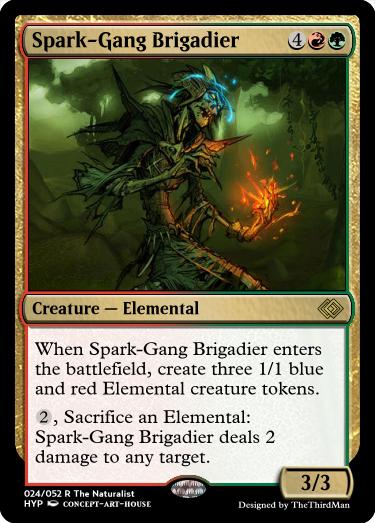 Spark-Gang Brigadier 4
Creature — Elemental
When Spark-Gang Brigadier enters
the battlefield, create three 1/1 blue
and red Elemental creature tokens.
2, Sacrifice an Elemental:
Spark-Gang Brigadier deals 2
damage to any target.
3/3
024/052 R The Naturalist
HYP CONCEPT-ART-HOUSE
Designed by TheThirdMan